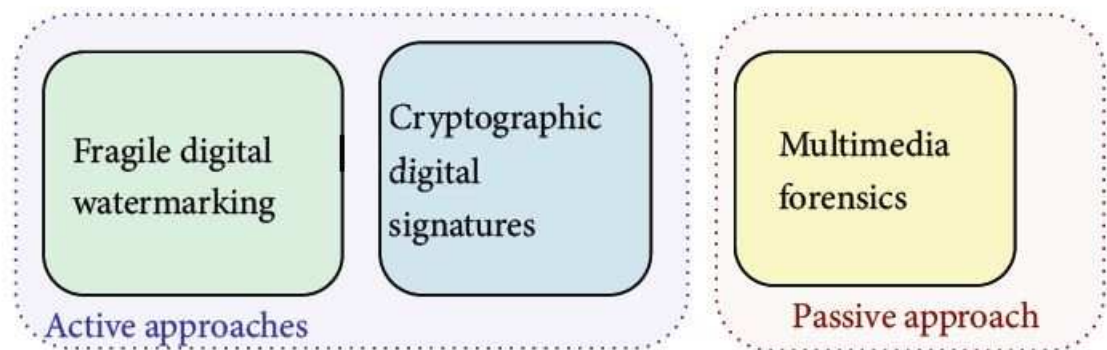 Fragile digital
watermarking
Cryptographic
digital
signatures
Active approaches
Multimedia
forensics
Passive approach